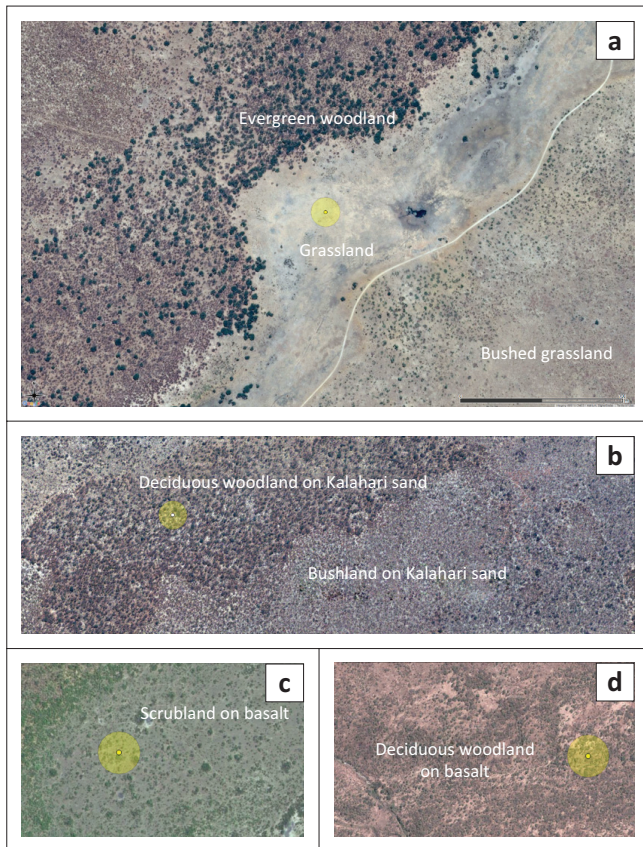 a
Evergreen woodland
Grassland
Bushed grassland
b
Deciduous woodland on Kalahari sand
Bushland on Kalahari sand
c
Scrubland on basalt
d
Deciduous woodland
on basalt